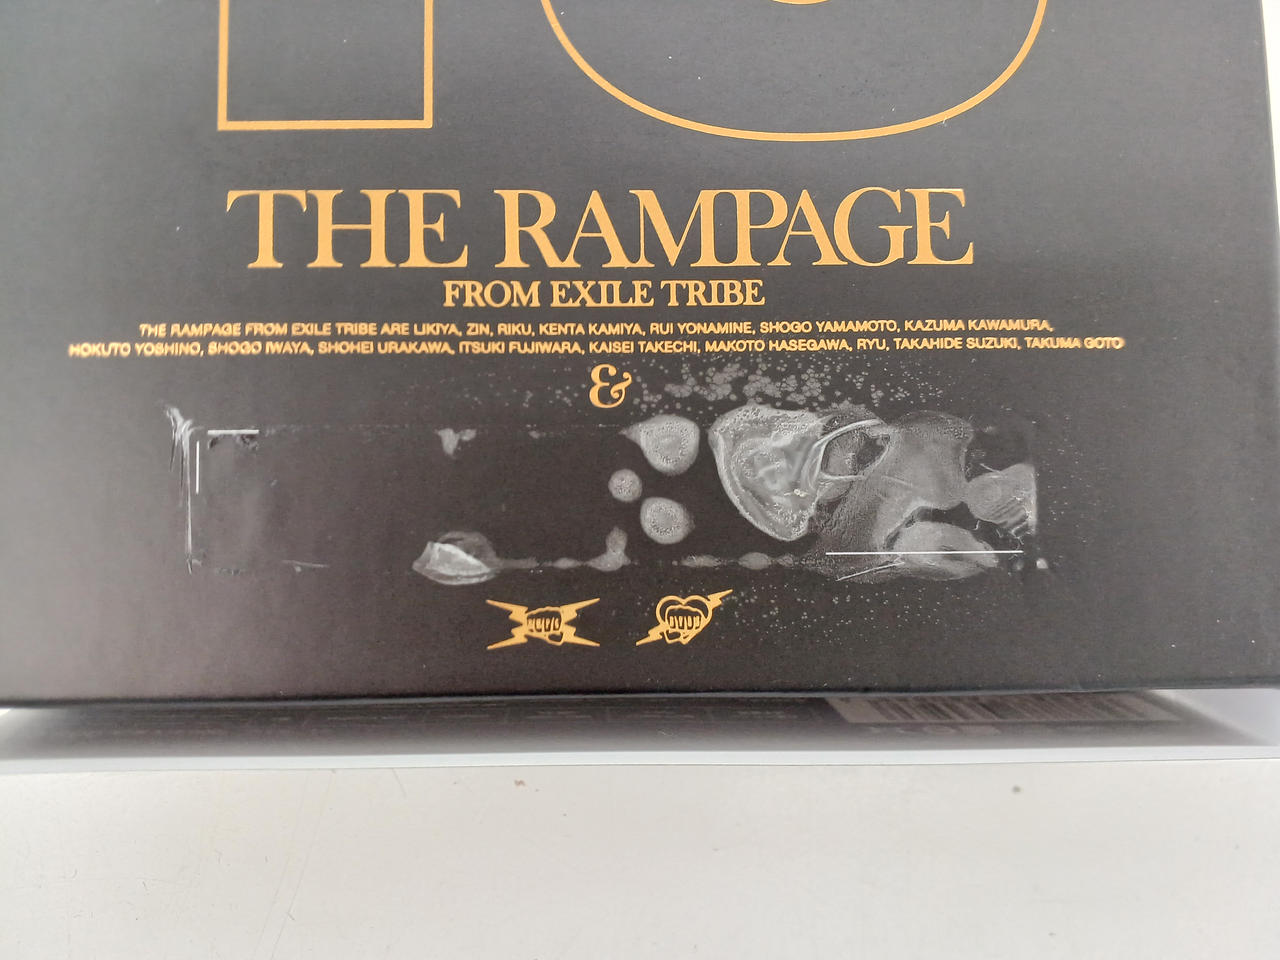 THE RAMPAGE
FROM EXILE TRIBE
THE RAMPAGE FROM EXILE TRIBE ARE LIKIYA, ZIN, RIKU, KENTA KAMIYA, RUI YONAMINE, SHOGO YAMAMOTO, KAZUMA KAWAMURA,
HOKUTO YOSHINO, SHOGO IWAYA, SHOHEI URAKAWA, ITSUKI FUJIWARA, KAISEI TAKECHI, MAKOTO HASEGAWA, RYU, TAKAHIDE SUZUKI, TAKUMA GOTO
&